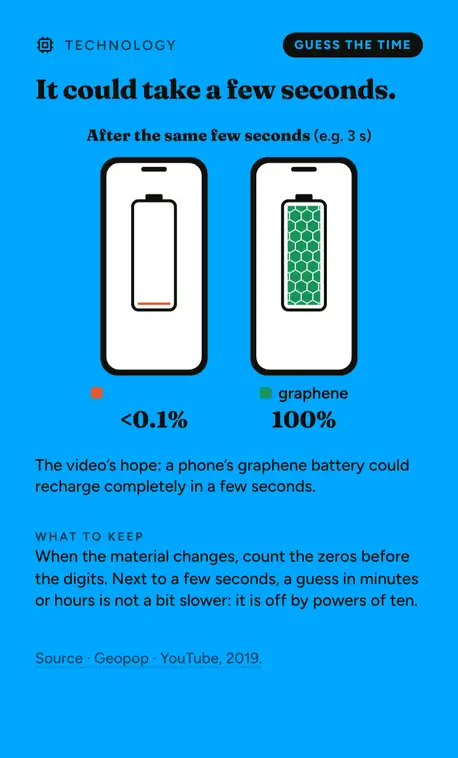 TECHNOLOGY
GUESS THE TIME
It could take a few seconds.
After the same few seconds (e.g. 3 s)
graphene
<0.1%
100%
The video's hope: a phone's graphene battery could
recharge completely in a few seconds.
WHAT TO KEEP
When the material changes, count the zeros before
the digits. Next to a few seconds, a guess in minutes
or hours is not a bit slower: it is off by powers of ten.
Source · Geopop · YouTube, 2019.